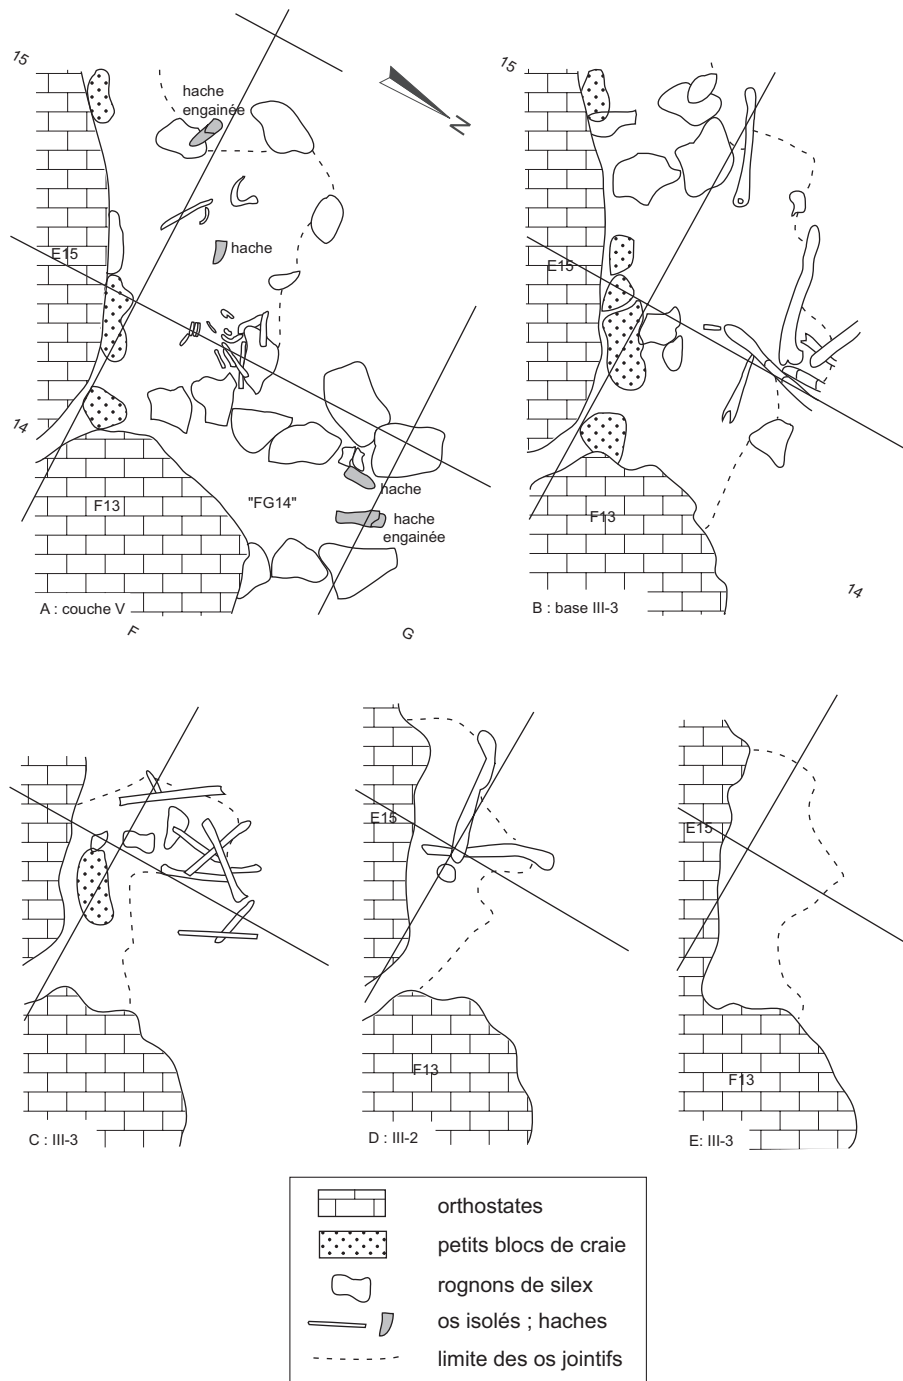 15
hache
engainée
N
hache
E15
14
F13
"FG14"
hache
hache
engainée
A : couche V
F
G
15
E15
F13
B : base III-3
14
C : III-3
E15
F13
D : III-2
E15
F13
E: III-3
orthostates
petits blocs de craie
rognons de silex
os isolés ; haches
limite des os jointifs